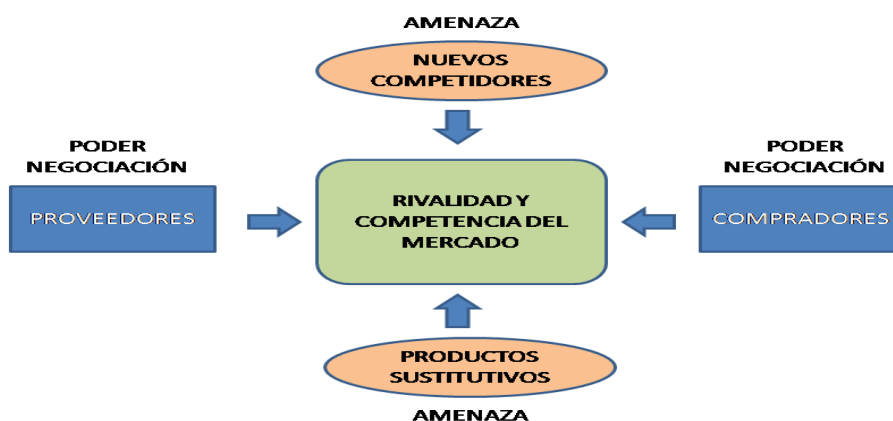 AMENAZA
NUEVOS
COMPETIDORES
PODER
NEGOCIACIÓN
PROVEEDORES
RIVALIDAD Y
COMPETENCIA DEL
MERCADO
PODER
NEGOCIACIÓN
COMPRADORES
PRODUCTOS
SUSTITUTIVOS
AMENAZA